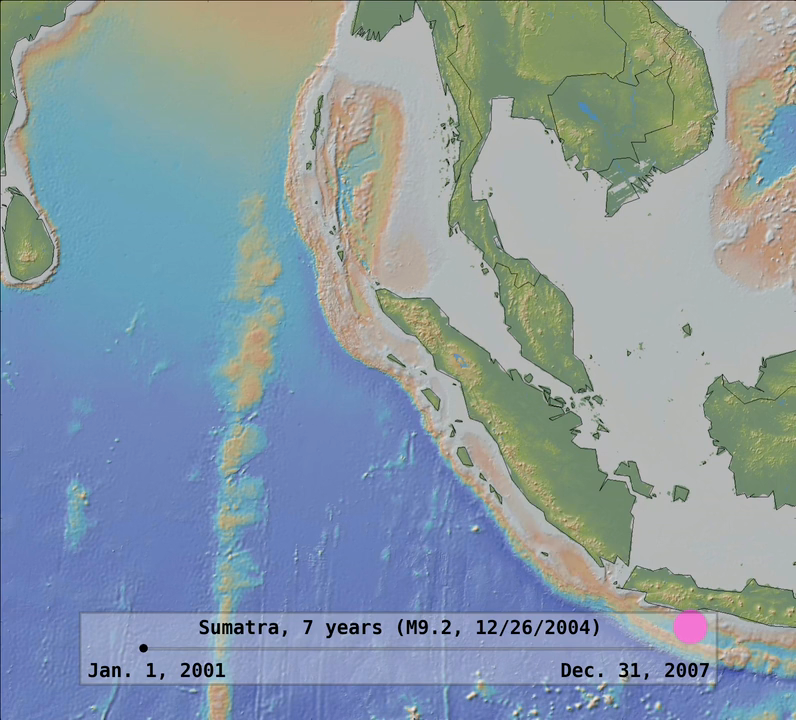 Sumatra, 7 years (M9.2, 12/26/2004)
Jan. 1, 2001 Dec. 31, 2007